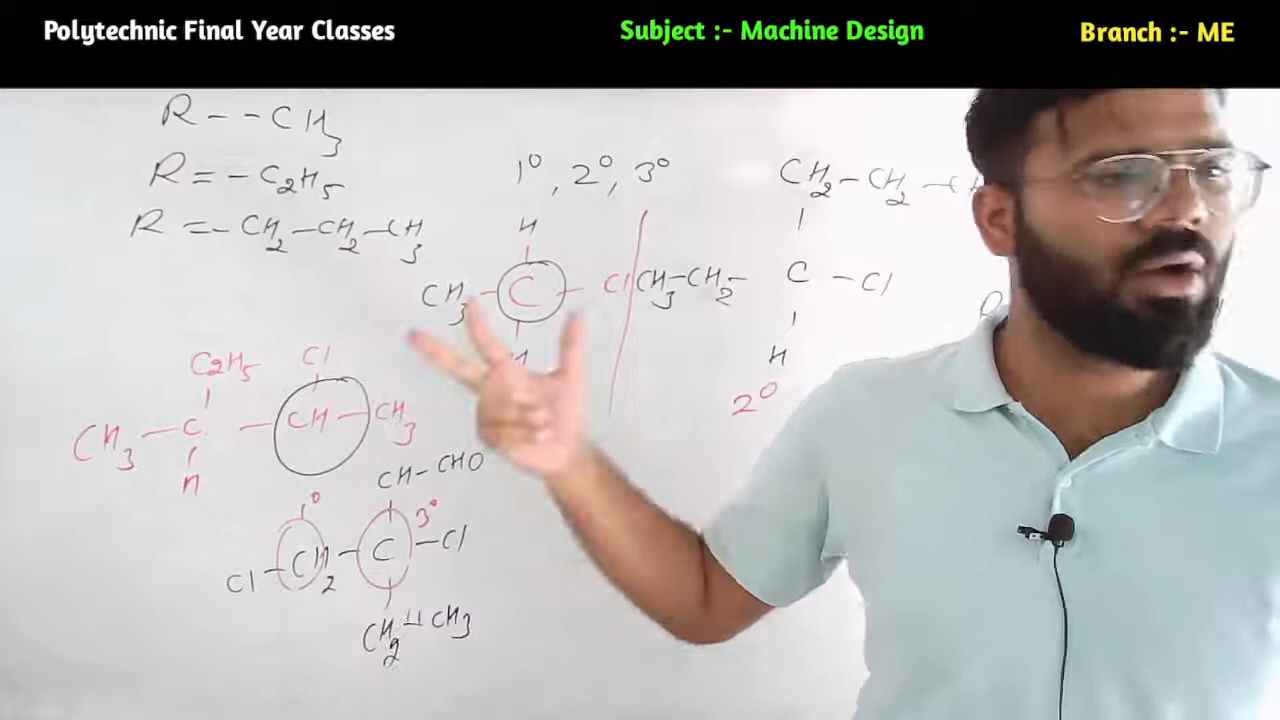 Polytechnic Final Year Classes
Subject :- Machine Design
Branch :- ME
R - - CH3
R = - C2H5
R = - CH2 - CH2 - CH3
1°, 2°, 3°
H
CH3 - C - Cl
H
CH2 - CH2 -
CH3 - CH2 - C - Cl
H
2°
C2H5 Cl
CH3 - C - CH - CH3
H
CH - CHO
1° 3°
Cl - CH2 - C - Cl
CH2 CH3